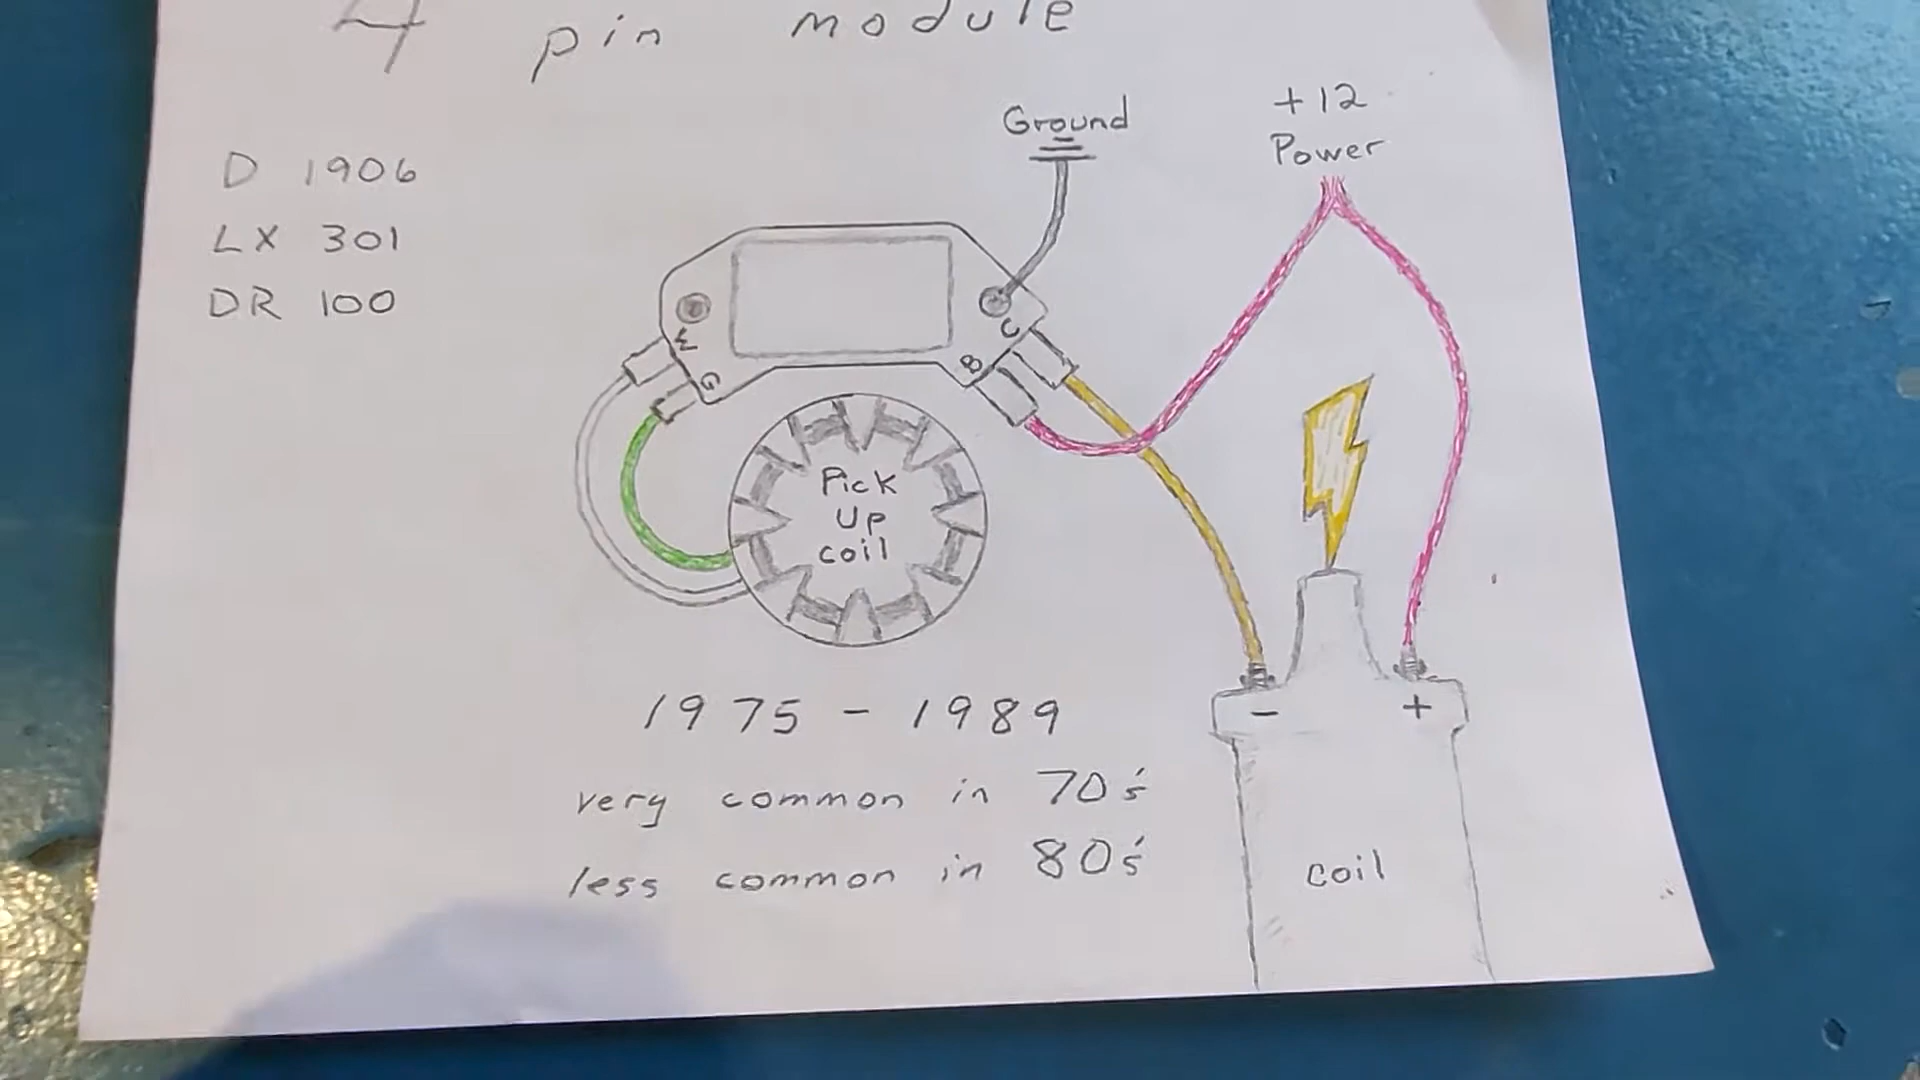 4 pin module
Ground
+12
Power
D 1906
LX 301
DR 100
C
W
B
G
Pick
Up
coil
- +
1975 - 1989
very common in 70's
less common in 80's
coil